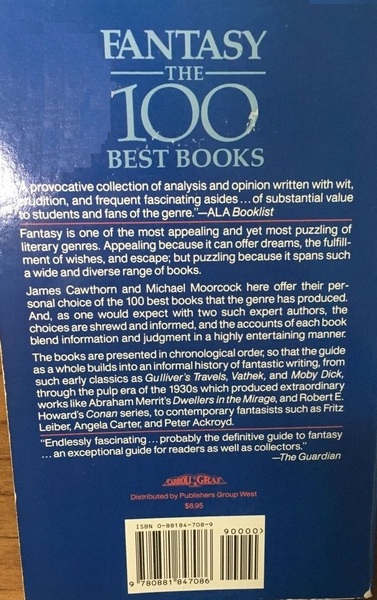 FANTASY
THE
100
BEST BOOKS
A provocative collection of analysis and opinion written with wit,
erudition, and frequent fascinating asides ... of substantial value
to students and fans of the genre."—ALA Booklist
Fantasy is one of the most appealing and yet most puzzling of
literary genres. Appealing because it can offer dreams, the fulfill-
ment of wishes, and escape; but puzzling because it spans such
a wide and diverse range of books.
James Cawthorn and Michael Moorcock here offer their per-
sonal choice of the 100 best books that the genre has produced.
And, as one would expect with two such expert authors, the
choices are shrewd and informed, and the accounts of each book
blend information and judgment in a highly entertaining manner.
The books are presented in chronological order, so that the guide
as a whole builds into an informal history of fantastic writing, from
such early classics as Gulliver's Travels, Vathek, and Moby Dick,
through the pulp era of the 1930s which produced extraordinary
works like Abraham Merritt's Dwellers in the Mirage, and Robert E.
Howard's Conan series, to contemporary fantasists such as Fritz
Leiber, Angela Carter, and Peter Ackroyd.
"Endlessly fascinating ... probably the definitive guide to fantasy
... an exceptional guide for readers as well as collectors."
—The Guardian
CARROLL & GRAF
Distributed by Publishers Group West
$8.95
ISBN 0-88184-708-9
90000>
9 780881 847086